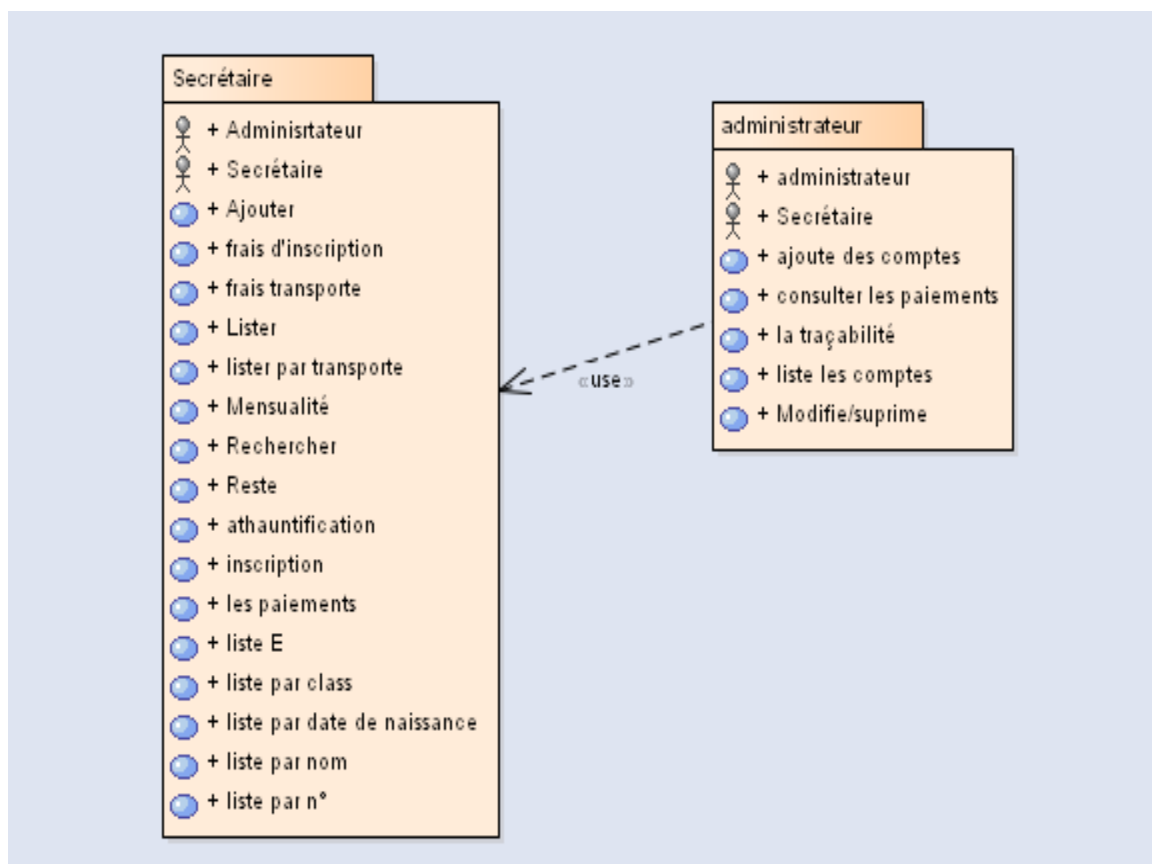 Secrétaire
+ Adminisrtateur
+ Secrétaire
+ Ajouter
+ frais d'inscription
+ frais transporte
+ Lister
+ lister par transporte
+ Mensualité
+ Rechercher
+ Reste
+ athauntification
+ inscription
+ les paiements
+ liste E
+ liste par class
+ liste par date de naissance
+ liste par nom
+ liste par n°
«use»
administrateur
+ administrateur
+ Secrétaire
+ ajoute des comptes
+ consulter les paiements
+ la traçabilité
+ liste les comptes
+ Modifie/suprime